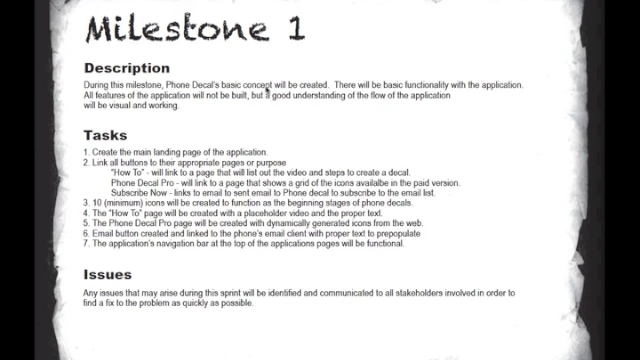 Milestone 1
Description
During this milestone, Phone Decal's basic concept will be created. There will be basic functionality with the application.
All features of the application will not be built, but a good understanding of the flow of the application
will be visual and working.
Tasks
1. Create the main landing page of the application.
2. Link all buttons to their appropriate pages or purpose
"How To" - will link to a page that will list out the video and steps to create a decal.
Phone Decal Pro - will link to a page that shows a grid of the icons availalbe in the paid version.
Subscribe Now - links to email to sent email to Phone decal to subscribe to the email list.
3. 10 (minimum) icons will be created to function as the beginning stages of phone decals.
4. The "How To" page will be created with a placeholder video and the proper text.
5. The Phone Decal Pro page will be created with dynamically generated icons from the web.
6. Email button created and linked to the phone's email client with proper text to prepopulate
7. The application's navigation bar at the top of the applications pages will be functional.
Issues
Any issues that may arise during this sprint will be identified and communicated to all stakeholders involved in order to
find a fix to the problem as quickly as possible.